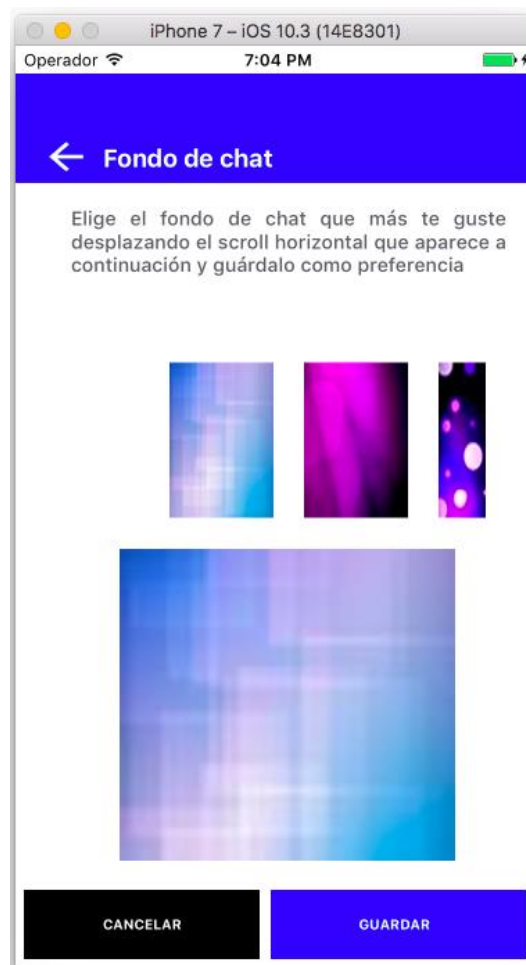 iPhone 7 – iOS 10.3 (14E8301)
Operador 7:04 PM
Fondo de chat
Elige el fondo de chat que más te guste
desplazando el scroll horizontal que aparece a
continuación y guárdalo como preferencia
CANCELAR GUARDAR